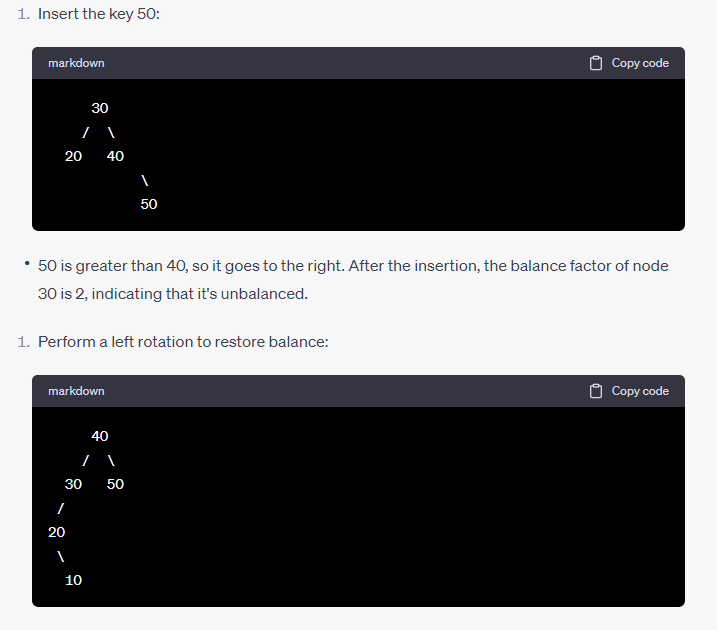 1. Insert the key 50:
markdown Copy code
30
/ \
20 40
\
50
• 50 is greater than 40, so it goes to the right. After the insertion, the balance factor of node
30 is 2, indicating that it's unbalanced.
1. Perform a left rotation to restore balance:
markdown Copy code
40
/ \
30 50
/
20
\
10